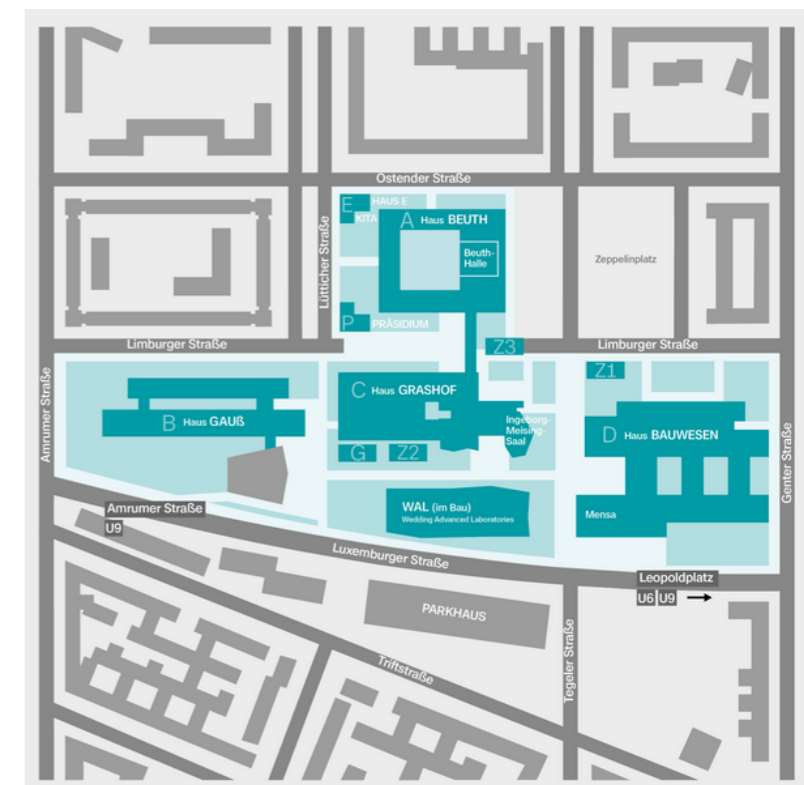 Ostender Straße
E HAUS E
KITA
A Haus BEUTH
Beuth-
Halle
Lütticher Straße
Zeppelinplatz
P PRÄSIDIUM
Limburger Straße
Z3
Limburger Straße
Z1
Amrumer Straße
C Haus GRASHOF
B Haus GAUß
Ingeborg-
Meising-
Saal
D Haus BAUWESEN
Genter Straße
G
Z2
Amrumer Straße
U9
WAL (im Bau)
Wedding Advanced Laboratories
Mensa
Luxemburger Straße
Leopoldplatz
U6 U9
PARKHAUS
Tegeler Straße
Triftstraße